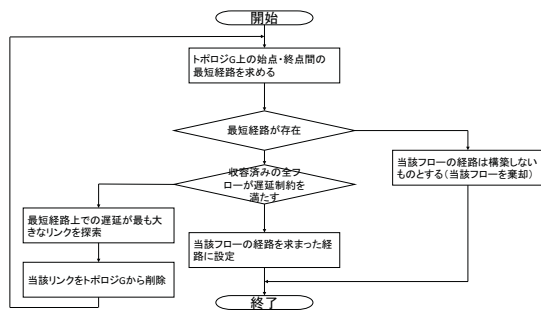 開始
トポロジG上の始点・終点間の
最短経路を求める
最短経路が存在
収容済みの全フ
ローが遅延制約を
満たす
当該フローの経路は構築しない
ものとする(当該フローを棄却)
最短経路上での遅延が最も大
きなリンクを探索
当該フローの経路を求まった経
路に設定
当該リンクをトポロジGから削除
終了